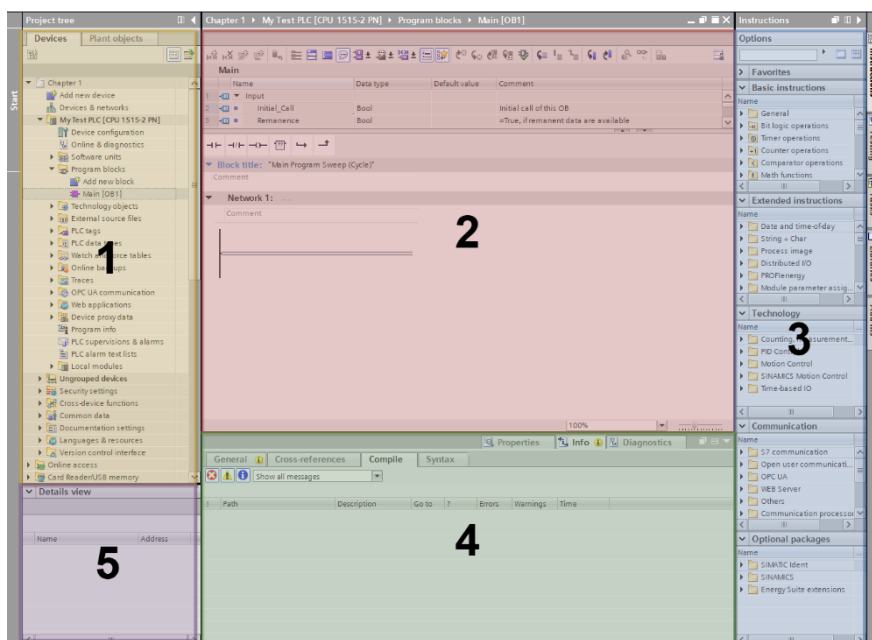 Project tree
Devices
Plant objects
Start
Chapter 1
Add new device
Devices & networks
My Test PLC [CPU 1515-2 PN]
Device configuration
Online & diagnostics
Software units
Program blocks
Add new block
Main [OB1]
Technology objects
External source files
PLC tags
PLC data types
Watch and force tables
Online backups
Traces
OPC UA communication
Web applications
Device proxy data
Program info
PLC supervisions & alarms
PLC alarm text lists
Local modules
Ungrouped devices
Security settings
Cross-device functions
Common data
Documentation settings
Languages & resources
Version control interface
Online access
Card Reader/USB memory
1
Details view
Name Address
5
Chapter 1 My Test PLC [CPU 1515-2 PN] Program blocks Main [OB1]
Main
Name Data type Default value Comment
1 Input
2 Initial_Call Bool Initial call of this OB
3 Remanence Bool =True, if remanent data are available
Block title: "Main Program Sweep (Cycle)"
Comment
Network 1: ....
Comment
2
100%
Properties Info Diagnostics
General Cross-references Compile Syntax
Show all messages
! Path Description Go to ? Errors Warnings Time
4
Instructions
Options
Favorites
Basic instructions
Name
General
Bit logic operations
Timer operations
Counter operations
Comparator operations
Math functions
Extended instructions
Name
Date and time-of-day
String + Char
Process image
Distributed I/O
PROFIenergy
Module parameter assig...
Technology
Name
Counting, measurement...
PID Control
Motion Control
SINAMICS Motion Control
Time-based IO
3
Communication
Name
S7 communication
Open user communicati...
OPC UA
WEB Server
Others
Communication processor
Optional packages
Name
SIMATIC Ident
SINAMICS
Energy Suite extensions